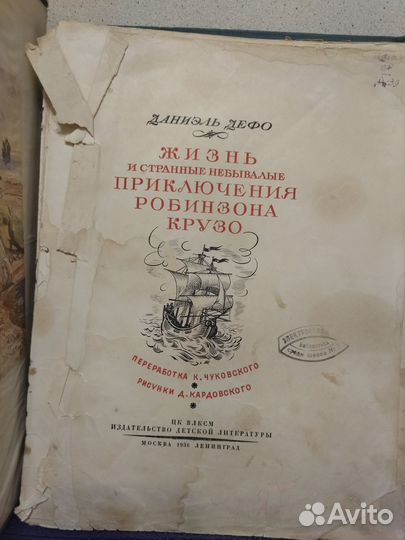 ДАНИЭЛЬ ДЕФО
ЖИЗНЬ
И СТРАННЫЕ НЕБЫВАЛЫЕ
ПРИКЛЮЧЕНИЯ
РОБИНЗОНА
КРУЗО
ПЕРЕРАБОТКА К. ЧУКОВСКОГО
РИСУНКИ Д. КАРДОВСКОГО
ЦК ВЛКСМ
ИЗДАТЕЛЬСТВО ДЕТСКОЙ ЛИТЕРАТУРЫ
МОСКВА 1936 ЛЕНИНГРАД
Библиотека
Avito